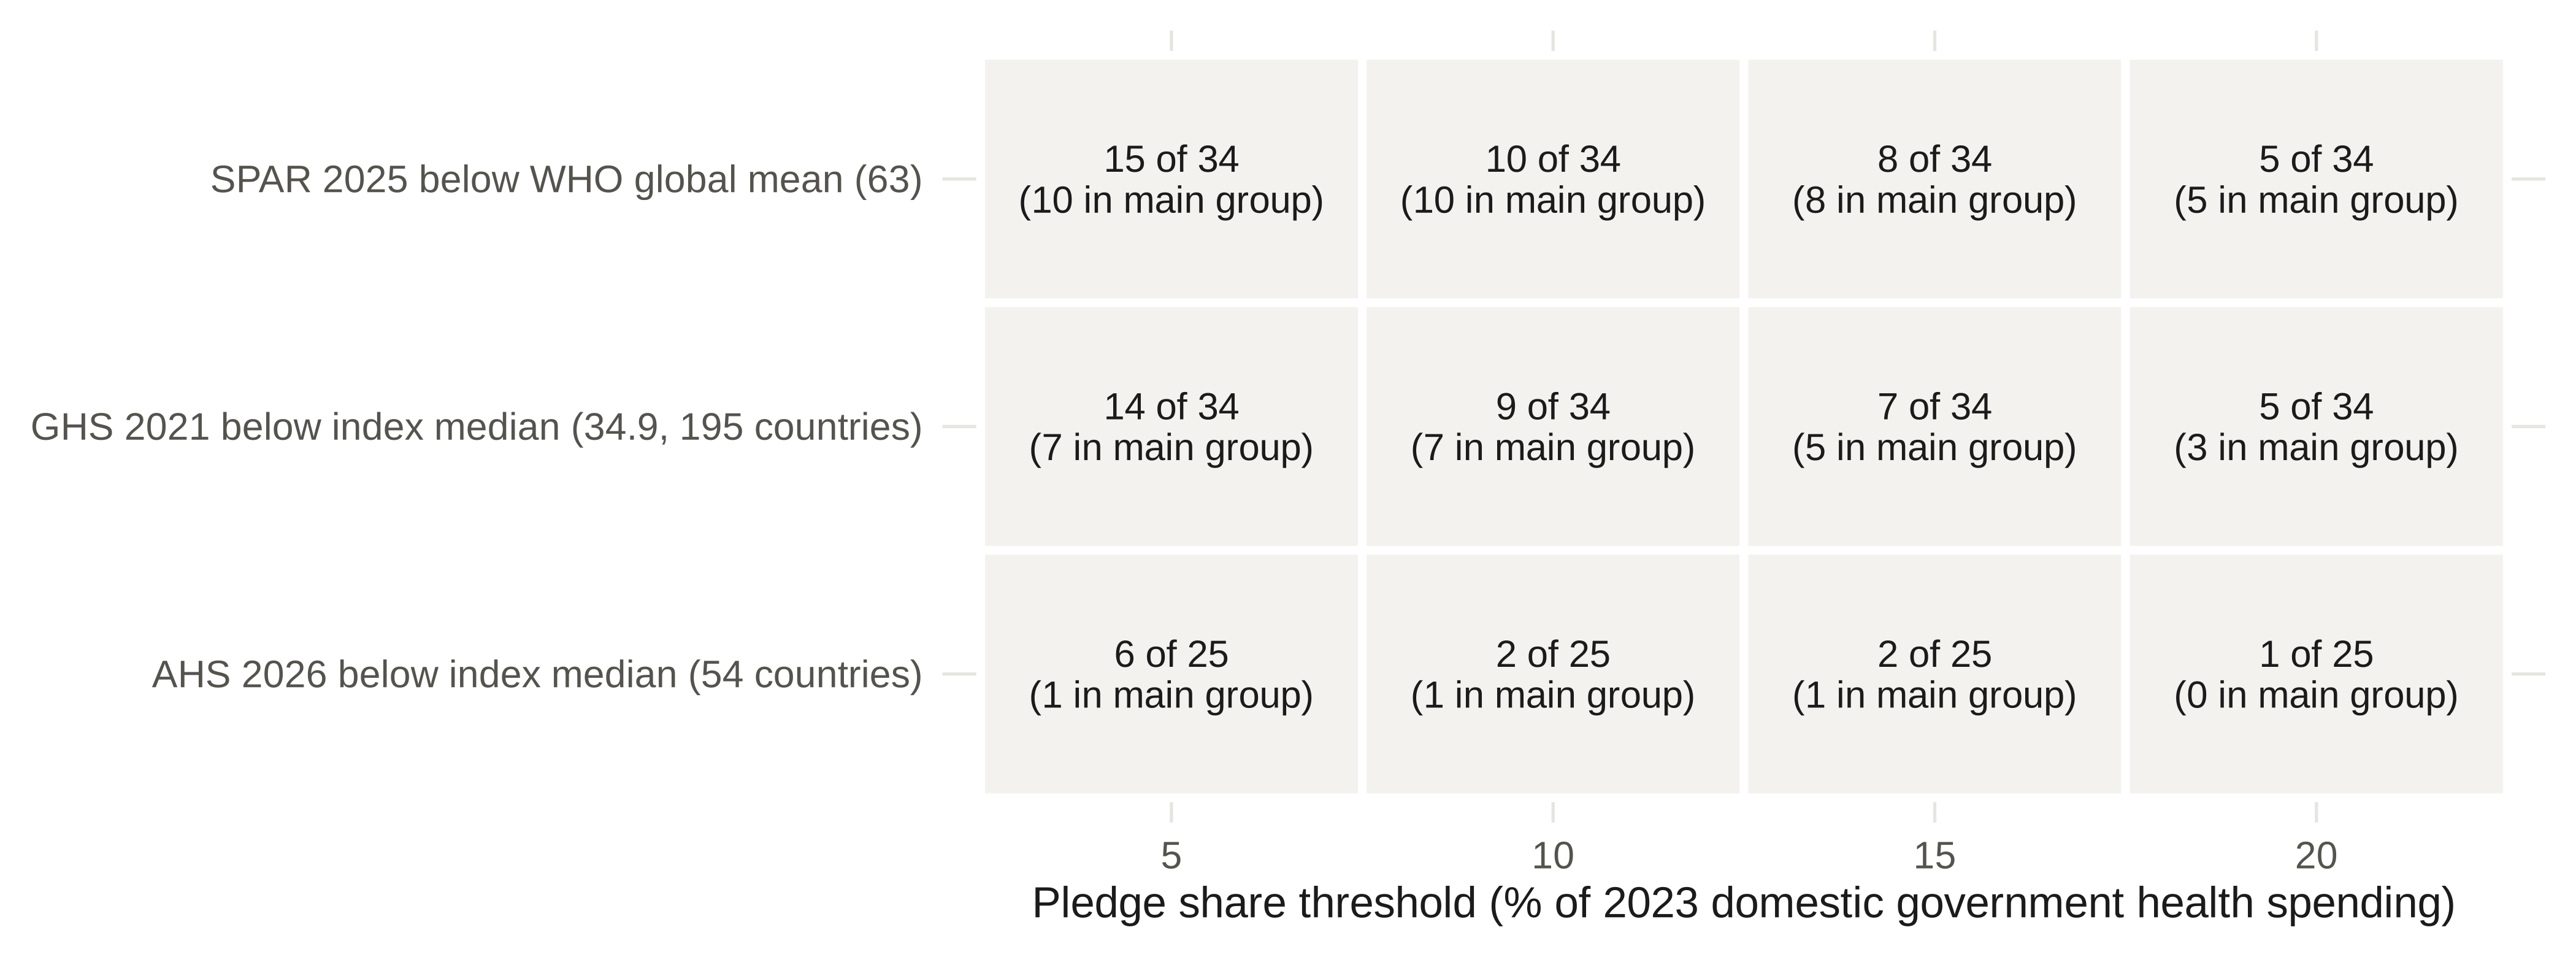 SPAR 2025 below WHO global mean (63)
15 of 34
(10 in main group)
10 of 34
(10 in main group)
8 of 34
(8 in main group)
5 of 34
(5 in main group)
GHS 2021 below index median (34.9, 195 countries)
14 of 34
(7 in main group)
9 of 34
(7 in main group)
7 of 34
(5 in main group)
5 of 34
(3 in main group)
AHS 2026 below index median (54 countries)
6 of 25
(1 in main group)
2 of 25
(1 in main group)
2 of 25
(1 in main group)
1 of 25
(0 in main group)
5 10 15 20
Pledge share threshold (% of 2023 domestic government health spending)